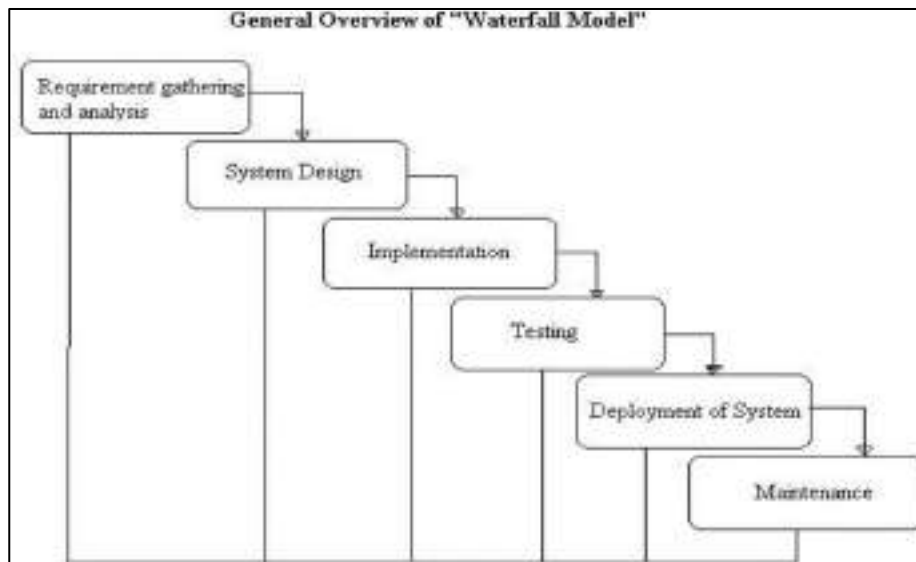 General Overview of "Waterfall Model"
Requirement gathering
and analysis
System Design
Implementation
Testing
Deployment of System
Maintenance